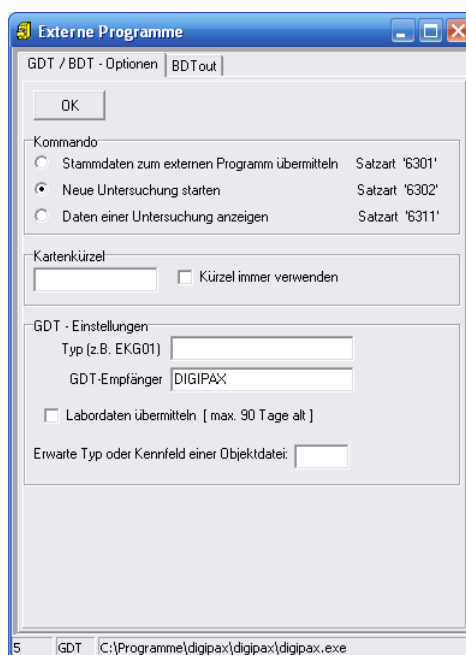 Externe Programme
GDT / BDT - Optionen BDTout
OK
Kommando
Stammdaten zum externen Programm übermitteln Satzart '6301'
Neue Untersuchung starten Satzart '6302'
Daten einer Untersuchung anzeigen Satzart '6311'
Kartenkürzel
Kürzel immer verwenden
GDT - Einstellungen
Typ (z.B. EKG01)
GDT-Empfänger DIGIPAX
Labordaten übermitteln [ max. 90 Tage alt ]
Erwarte Typ oder Kennfeld einer Objektdatei:
5 GDT C:\Programme\digipax\digipax\digipax.exe